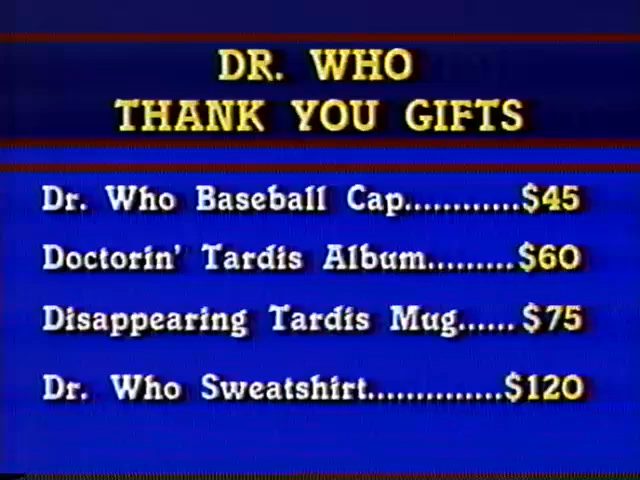 DR. WHO
THANK YOU GIFTS
Dr. Who Baseball Cap............$45
Doctorin' Tardis Album.........$60
Disappearing Tardis Mug......$75
Dr. Who Sweatshirt..............$120